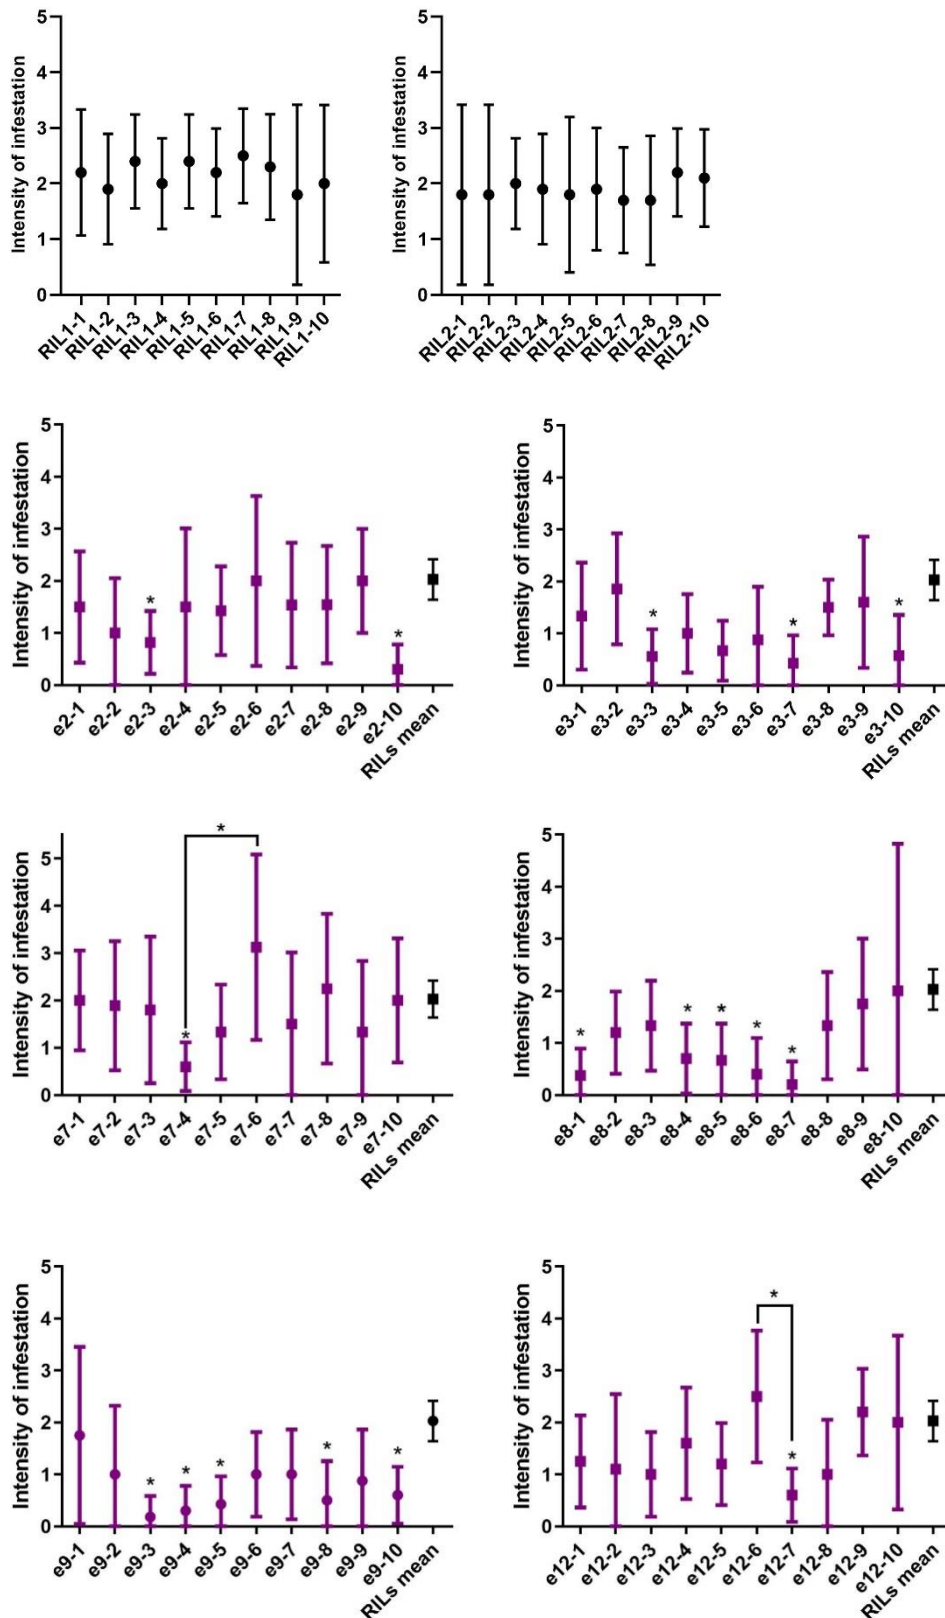 Intensity of infestation
5
4
3
2
1
0
RIL1-1 RIL1-2 RIL1-3 RIL1-4 RIL1-5 RIL1-6 RIL1-7 RIL1-8 RIL1-9 RIL1-10
Intensity of infestation
5
4
3
2
1
0
RIL2-1 RIL2-2 RIL2-3 RIL2-4 RIL2-5 RIL2-6 RIL2-7 RIL2-8 RIL2-9 RIL2-10
Intensity of infestation
5
4
3
2
1
0
* *
e2-1 e2-2 e2-3 e2-4 e2-5 e2-6 e2-7 e2-8 e2-9 e2-10 RILs mean
Intensity of infestation
5
4
3
2
1
0
* * *
e3-1 e3-2 e3-3 e3-4 e3-5 e3-6 e3-7 e3-8 e3-9 e3-10 RILs mean
Intensity of infestation
5
4
3
2
1
0
*
*
e7-1 e7-2 e7-3 e7-4 e7-5 e7-6 e7-7 e7-8 e7-9 e7-10 RILs mean
Intensity of infestation
5
4
3
2
1
0
* * * * *
e8-1 e8-2 e8-3 e8-4 e8-5 e8-6 e8-7 e8-8 e8-9 e8-10 RILs mean
Intensity of infestation
5
4
3
2
1
0
* * * * *
e9-1 e9-2 e9-3 e9-4 e9-5 e9-6 e9-7 e9-8 e9-9 e9-10 RILs mean
Intensity of infestation
5
4
3
2
1
0
*
*
e12-1 e12-2 e12-3 e12-4 e12-5 e12-6 e12-7 e12-8 e12-9 e12-10 RILs mean